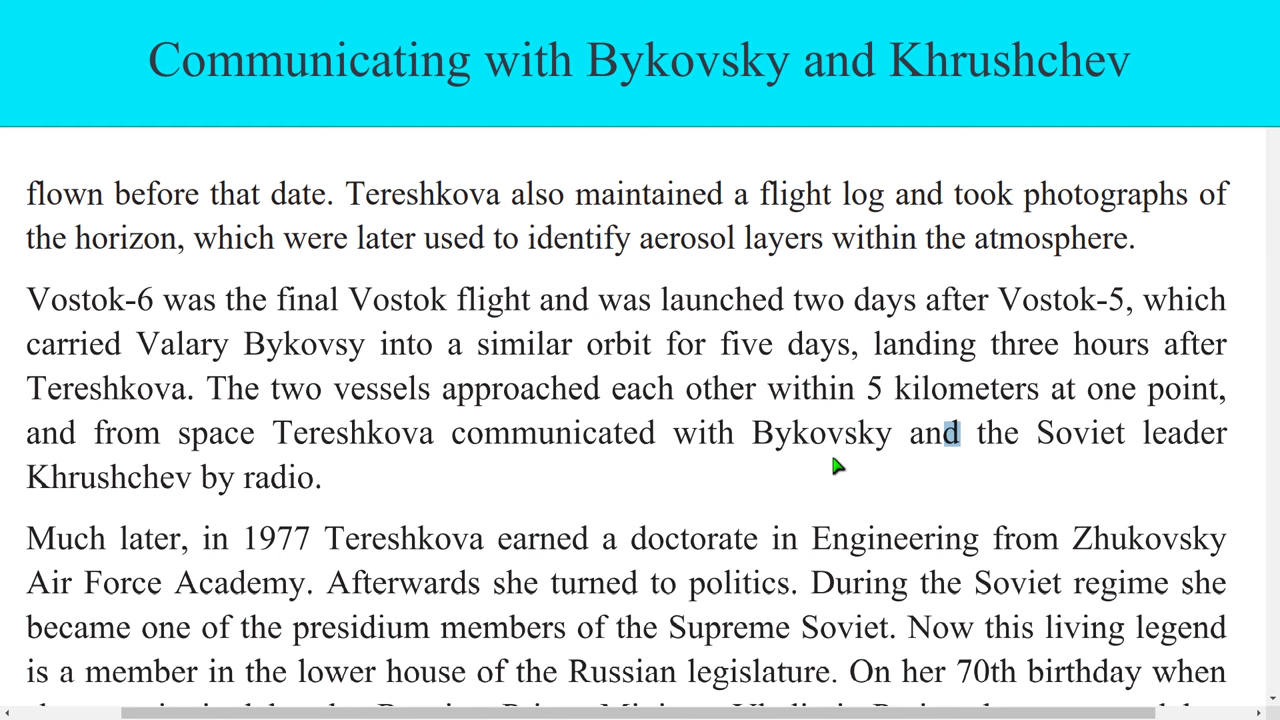 Communicating with Bykovsky and Khrushchev
flown before that date. Tereshkova also maintained a flight log and took photographs of
the horizon, which were later used to identify aerosol layers within the atmosphere.
Vostok-6 was the final Vostok flight and was launched two days after Vostok-5, which
carried Valary Bykovsy into a similar orbit for five days, landing three hours after
Tereshkova. The two vessels approached each other within 5 kilometers at one point,
and from space Tereshkova communicated with Bykovsky and the Soviet leader
Khrushchev by radio.
Much later, in 1977 Tereshkova earned a doctorate in Engineering from Zhukovsky
Air Force Academy. Afterwards she turned to politics. During the Soviet regime she
became one of the presidium members of the Supreme Soviet. Now this living legend
is a member in the lower house of the Russian legislature. On her 70th birthday when